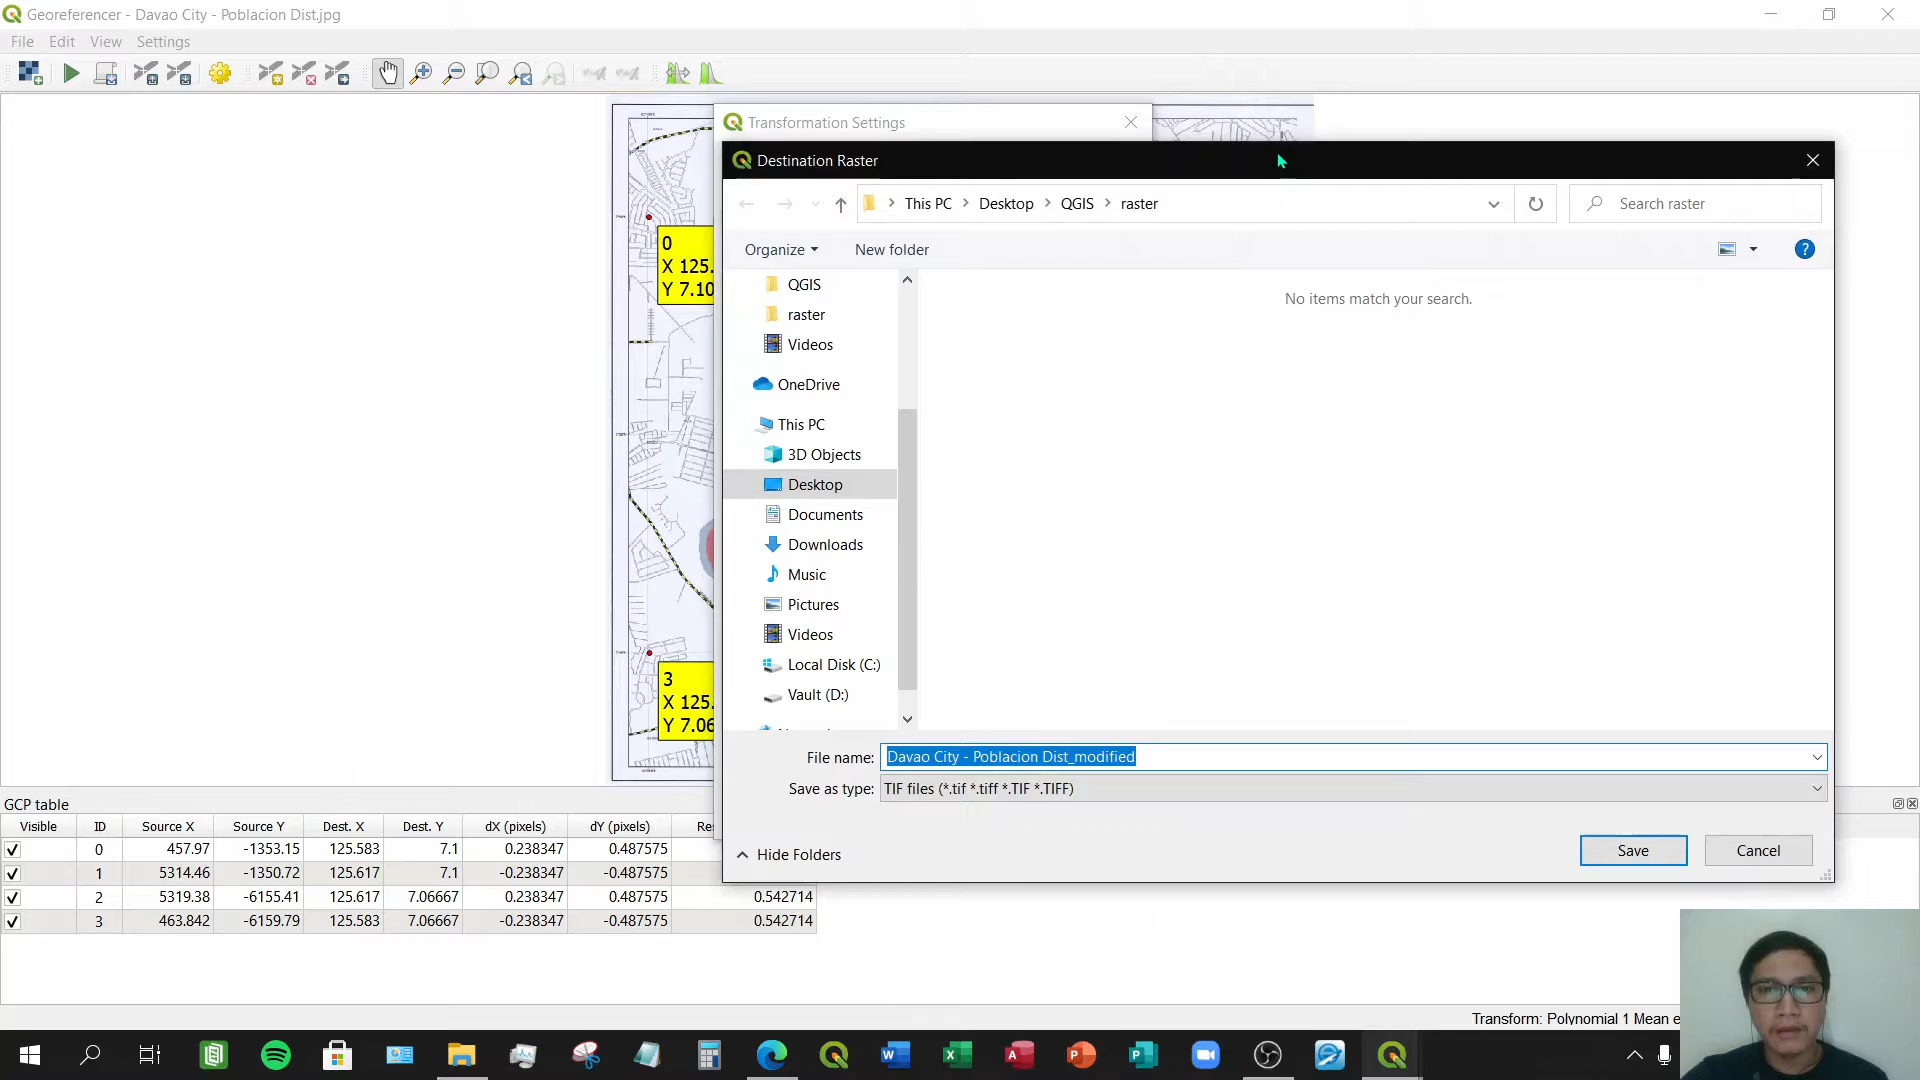 Georeferencer - Davao City - Poblacion Dist.jpg
File Edit View Settings
Transformation Settings
Destination Raster
This PC > Desktop > QGIS > raster
Search raster
Organize
New folder
QGIS
raster
Videos
OneDrive
This PC
3D Objects
Desktop
Documents
Downloads
Music
Pictures
Videos
Local Disk (C:)
Vault (D:)
No items match your search.
File name: Davao City - Poblacion Dist_modified
Save as type: TIF files (*.tif *.tiff *.TIF *.TIFF)
Hide Folders
Save
Cancel
0
X 125.
Y 7.10
3
X 125.
Y 7.06
GCP table
Visible ID Source X Source Y Dest. X Dest. Y dX (pixels) dY (pixels) Re
0 457.97 -1353.15 125.583 7.1 0.238347 0.487575
1 5314.46 -1350.72 125.617 7.1 -0.238347 -0.487575
2 5319.38 -6155.41 125.617 7.06667 0.238347 0.487575 0.542714
3 463.842 -6159.79 125.583 7.06667 -0.238347 -0.487575 0.542714
Transform: Polynomial 1 Mean e